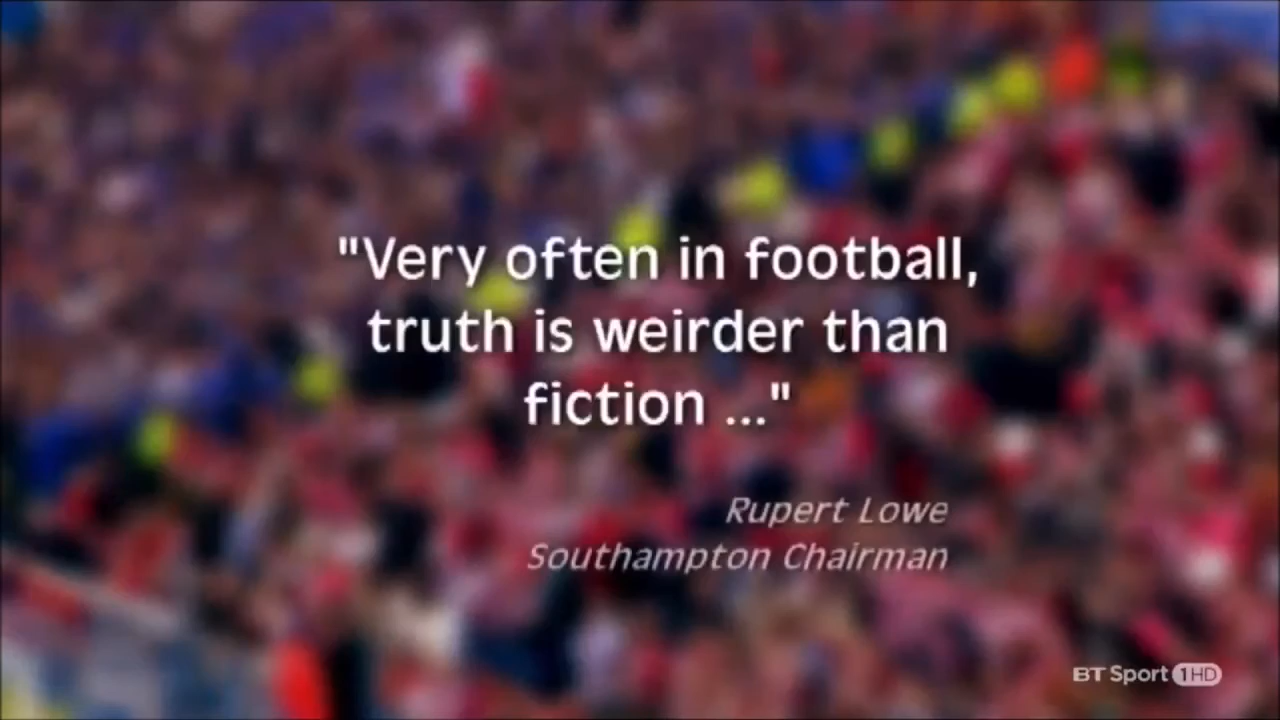 "Very often in football,
truth is weirder than
fiction ..."
Rupert Lowe
Southampton Chairman
BT Sport 1HD